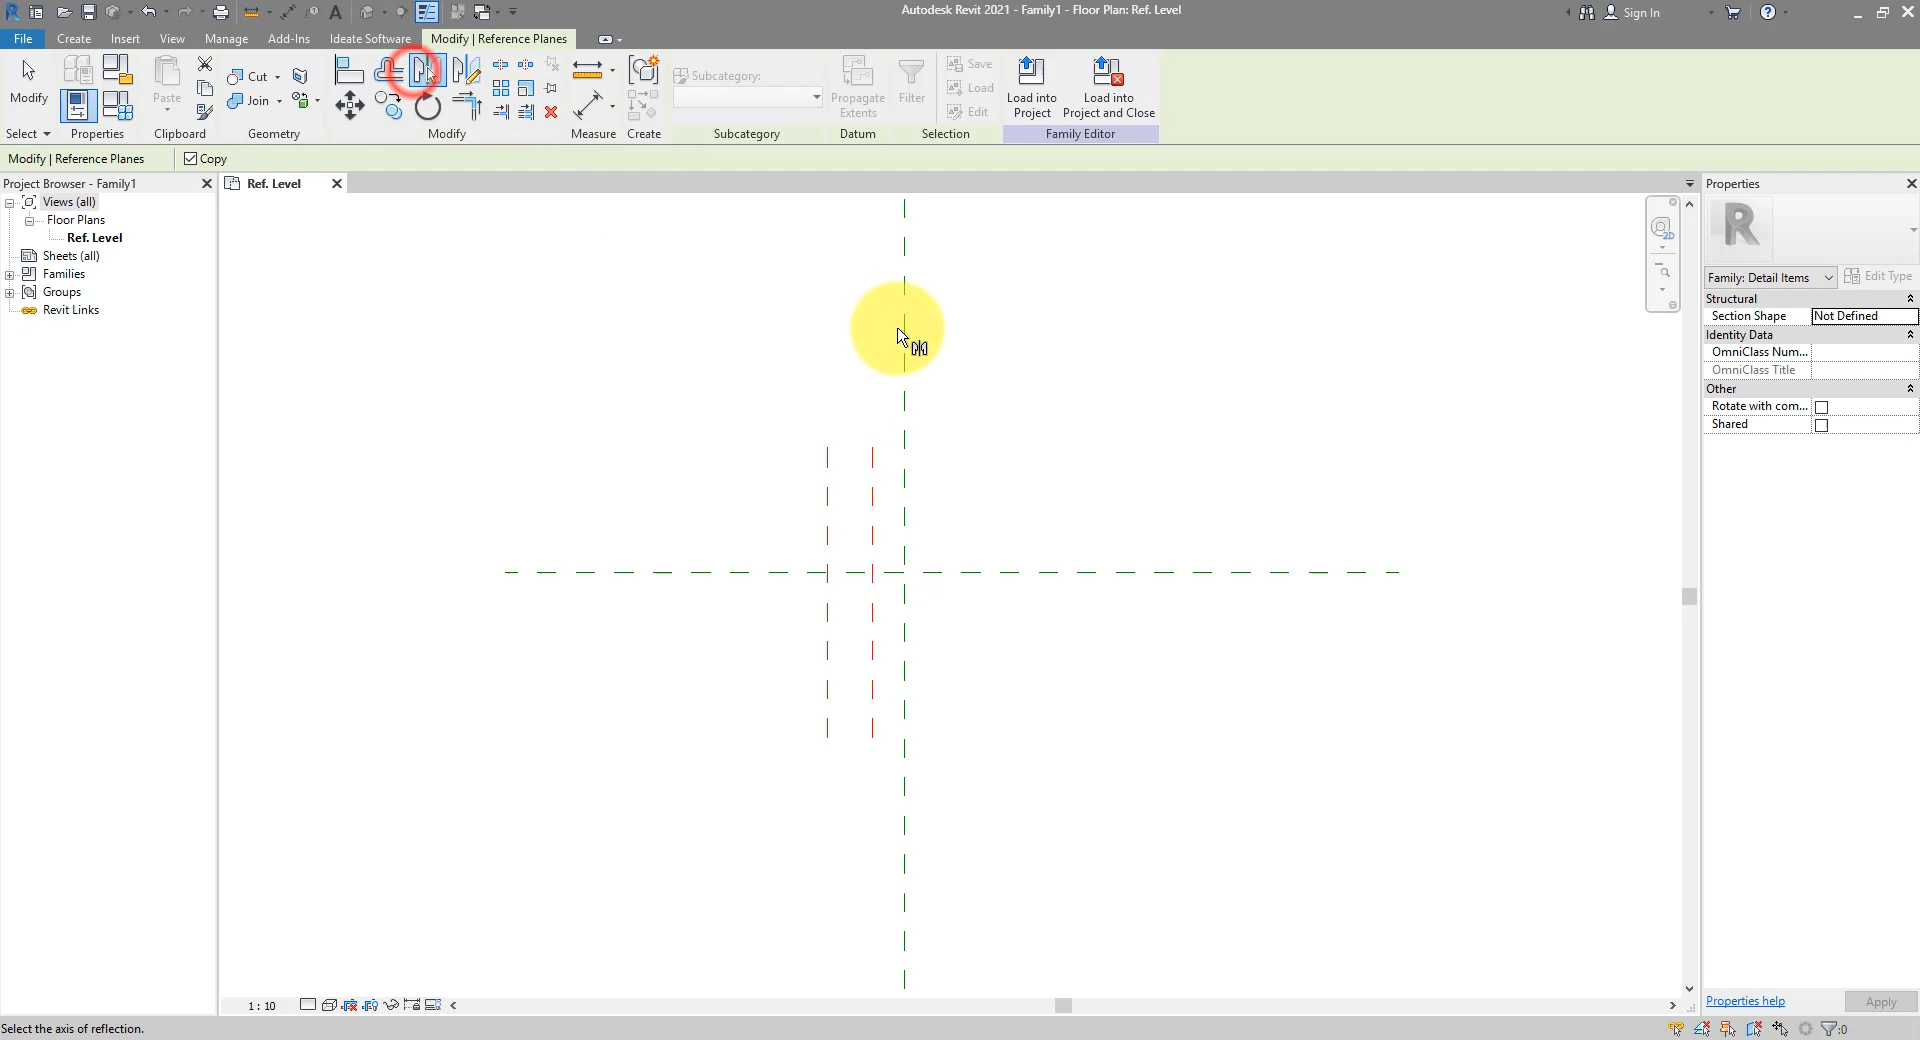 Autodesk Revit 2021 - Family1 - Floor Plan: Ref. Level
Sign In
File
Create
Insert
View
Manage
Add-Ins
Ideate Software
Modify | Reference Planes
Modify
Paste
Cut
Join
Subcategory:
Propagate
Extents
Filter
Save
Load
Edit
Load into
Project
Load into
Project and Close
Select
Properties
Clipboard
Geometry
Modify
Measure
Create
Subcategory
Datum
Selection
Family Editor
Modify | Reference Planes
Copy
Project Browser - Family1
Ref. Level
Properties
Views (all)
Floor Plans
Ref. Level
Sheets (all)
Families
Groups
Revit Links
2D
R
Family: Detail Items
Edit Type
Structural
Section Shape
Not Defined
Identity Data
OmniClass Num...
OmniClass Title
Other
Rotate with com...
Shared
1 : 10
Properties help
Apply
Select the axis of reflection.
:0